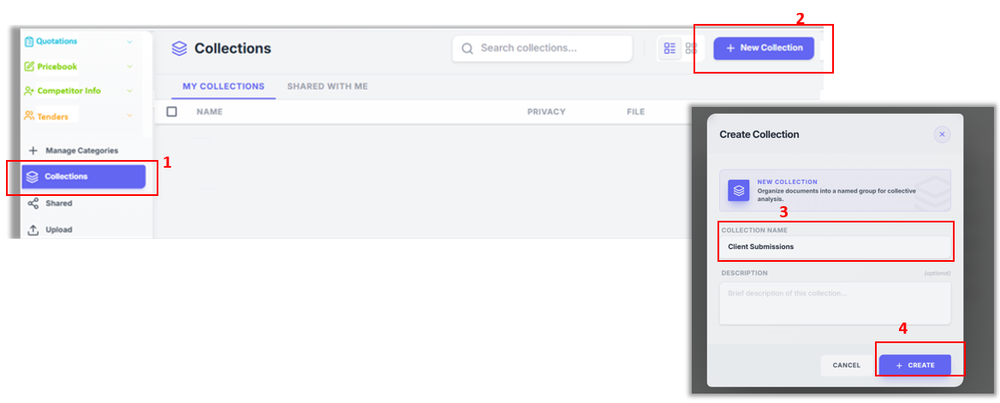 2
Quotations
Collections
Search collections...
+ New Collection
Pricebook
MY COLLECTIONS
SHARED WITH ME
Competitor Info
NAME
PRIVACY
FILE
Tenders
+ Manage Categories
1
Collections
Shared
Upload
Create Collection
NEW COLLECTION
Organize documents into a named group for collective
analysis.
3
COLLECTION NAME
Client Submissions
DESCRIPTION
(optional)
Brief description of this collection...
4
CANCEL
+ CREATE